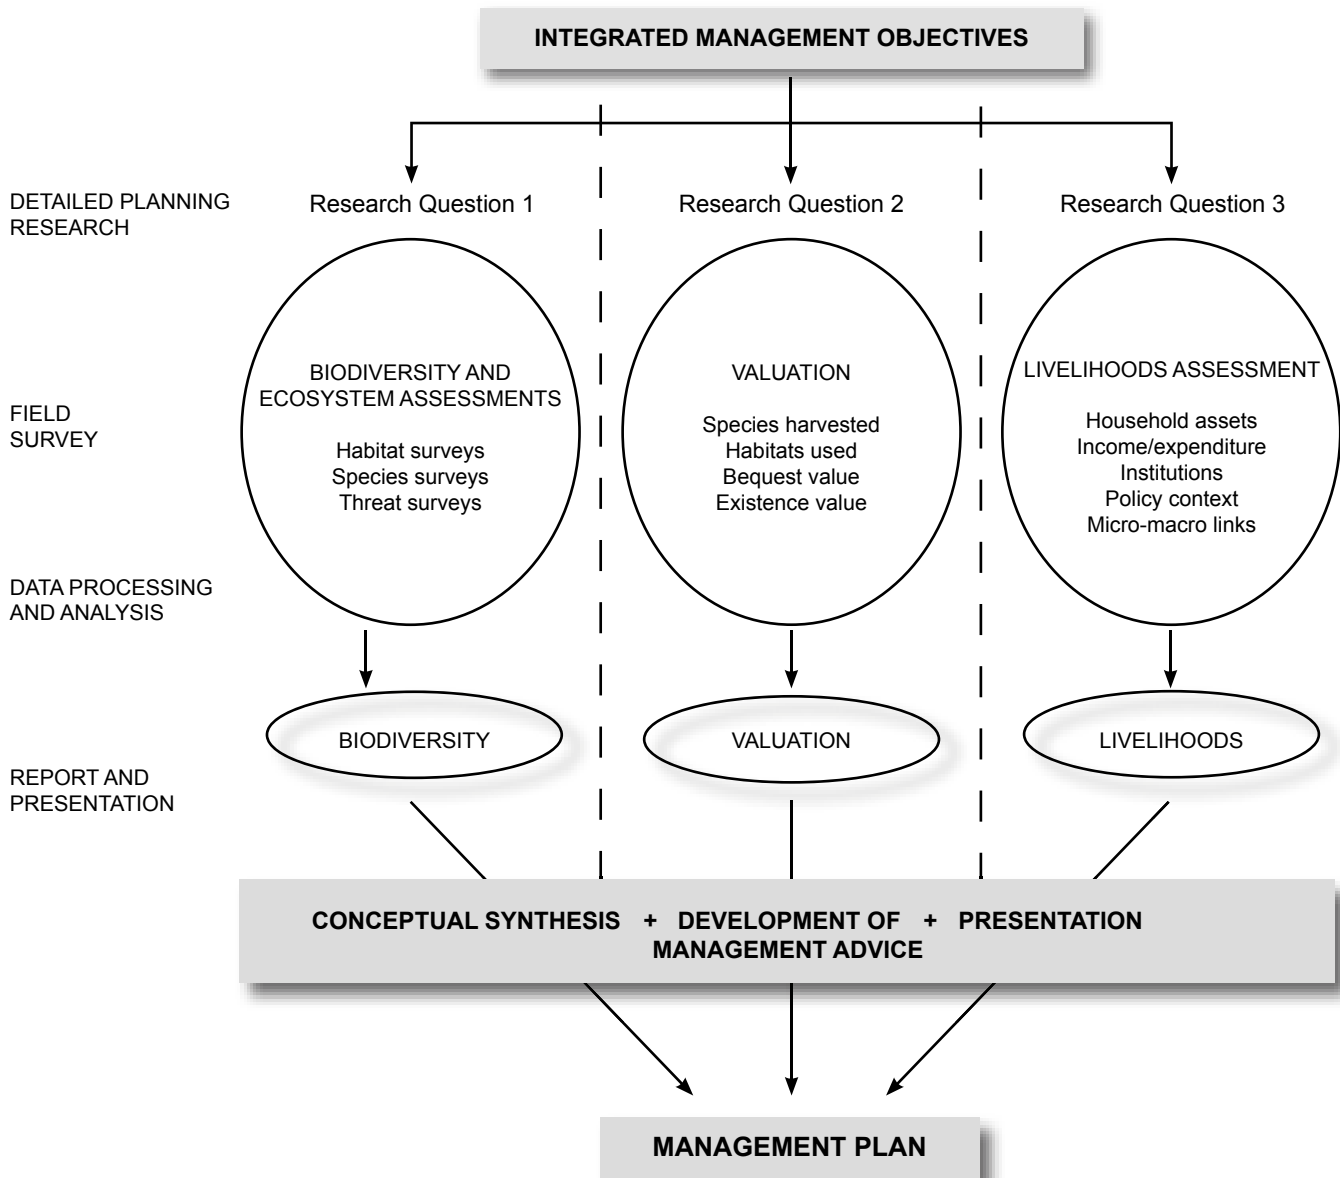 INTEGRATED MANAGEMENT OBJECTIVES
DETAILED PLANNING
RESEARCH
Research Question 1
Research Question 2
Research Question 3
FIELD
SURVEY
BIODIVERSITY AND
ECOSYSTEM ASSESSMENTS
Habitat surveys
Species surveys
Threat surveys
VALUATION
Species harvested
Habitats used
Bequest value
Existence value
LIVELIHOODS ASSESSMENT
Household assets
Income/expenditure
Institutions
Policy context
Micro-macro links
DATA PROCESSING
AND ANALYSIS
BIODIVERSITY
VALUATION
LIVELIHOODS
REPORT AND
PRESENTATION
CONCEPTUAL SYNTHESIS + DEVELOPMENT OF + PRESENTATION
MANAGEMENT ADVICE
MANAGEMENT PLAN